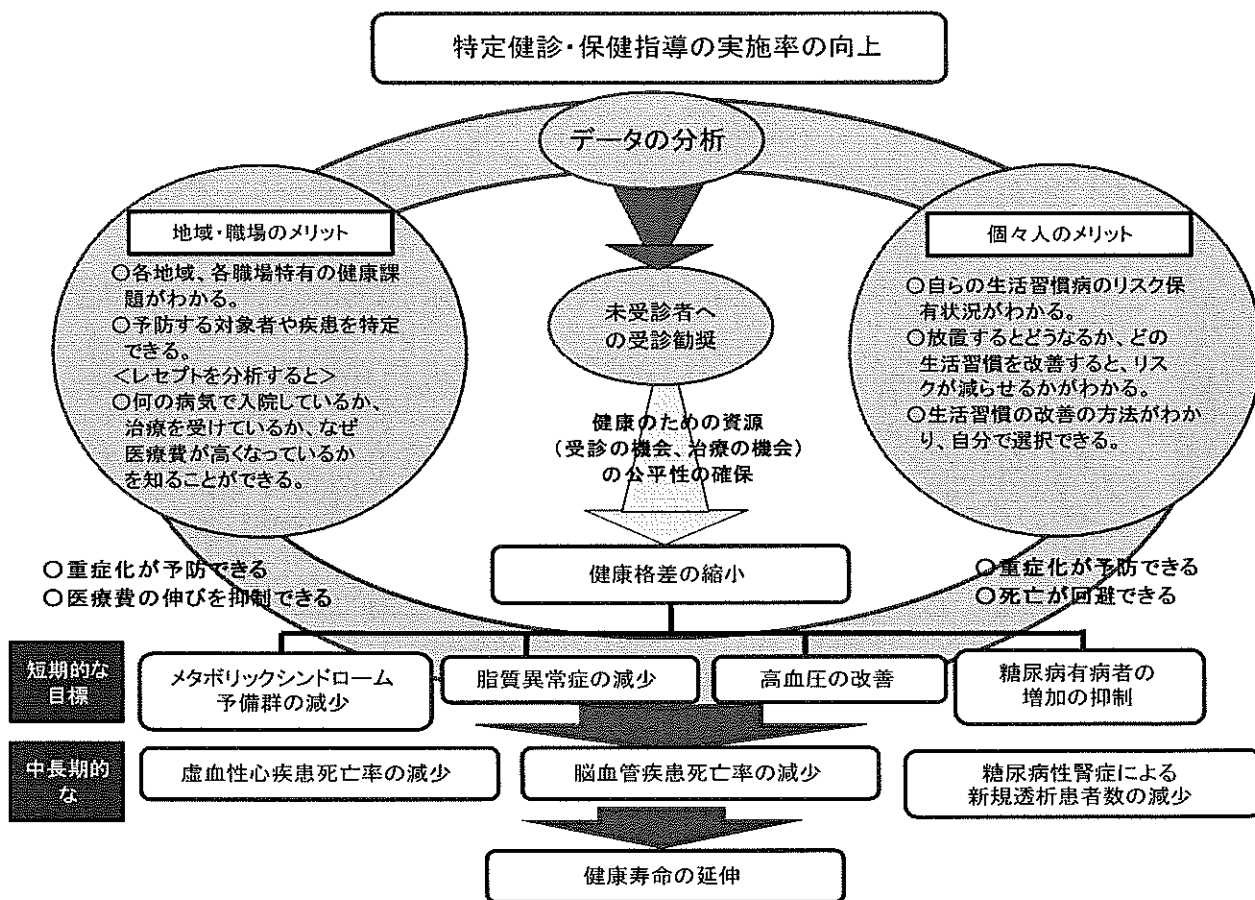 特定健診・保健指導の実施率の向上
データの分析
地域・職場のメリット
○各地域、各職場特有の健康課
題がわかる。
○予防する対象者や疾患を特定
できる。
<レセプトを分析すると>
○何の病気で入院しているか、
治療を受けているか、なぜ
医療費が高くなっているか
を知ることができる。
未受診者へ
の受診勧奨
個々人のメリット
○自らの生活習慣病のリスク保
有状況がわかる。
○放置するとどうなるか、どの
生活習慣を改善すると、リス
クが減らせるかがわかる。
○生活習慣の改善の方法がわか
り、自分で選択できる。
健康のための資源
(受診の機会、治療の機会)
の公平性の確保
○重症化が予防できる
○医療費の伸びを抑制できる
健康格差の縮小
○重症化が予防できる
○死亡が回避できる
短期的な
目標
メタボリックシンドローム
予備群の減少
脂質異常症の減少
高血圧の改善
糖尿病有病者の
増加の抑制
中長期的
な
虚血性心疾患死亡率の減少
脳血管疾患死亡率の減少
糖尿病性腎症による
新規透析患者数の減少
健康寿命の延伸